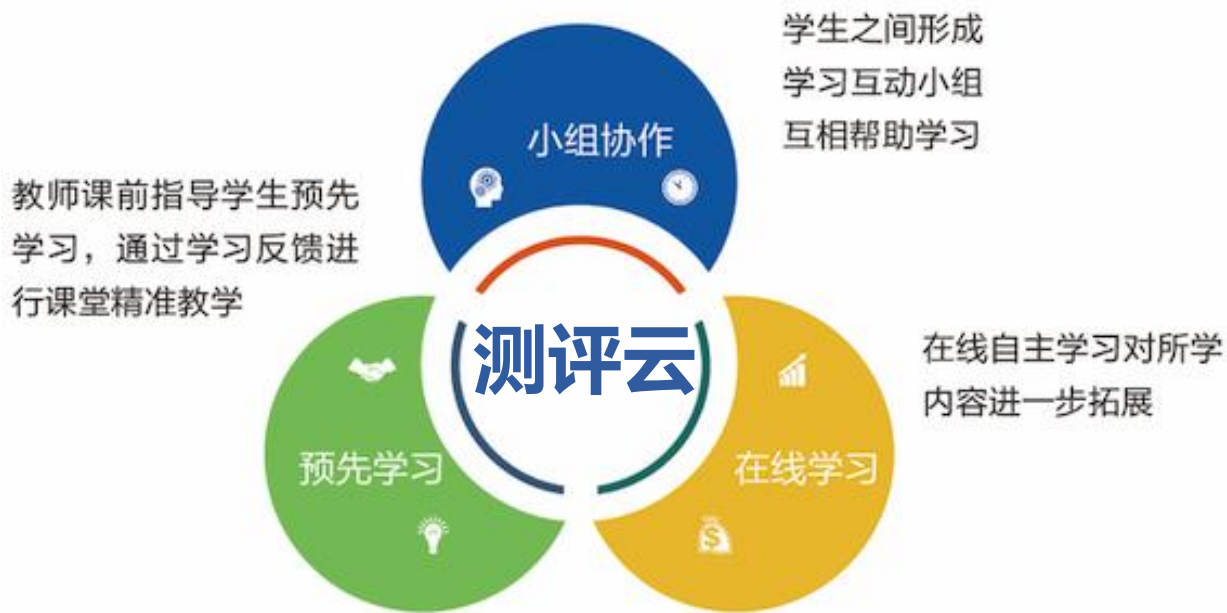 学生之间形成
学习互动小组
互相帮助学习
小组协作
教师课前指导学生预先
学习，通过学习反馈进
行课堂精准教学
测评云
在线自主学习对所学
内容进一步拓展
预先学习
在线学习
$